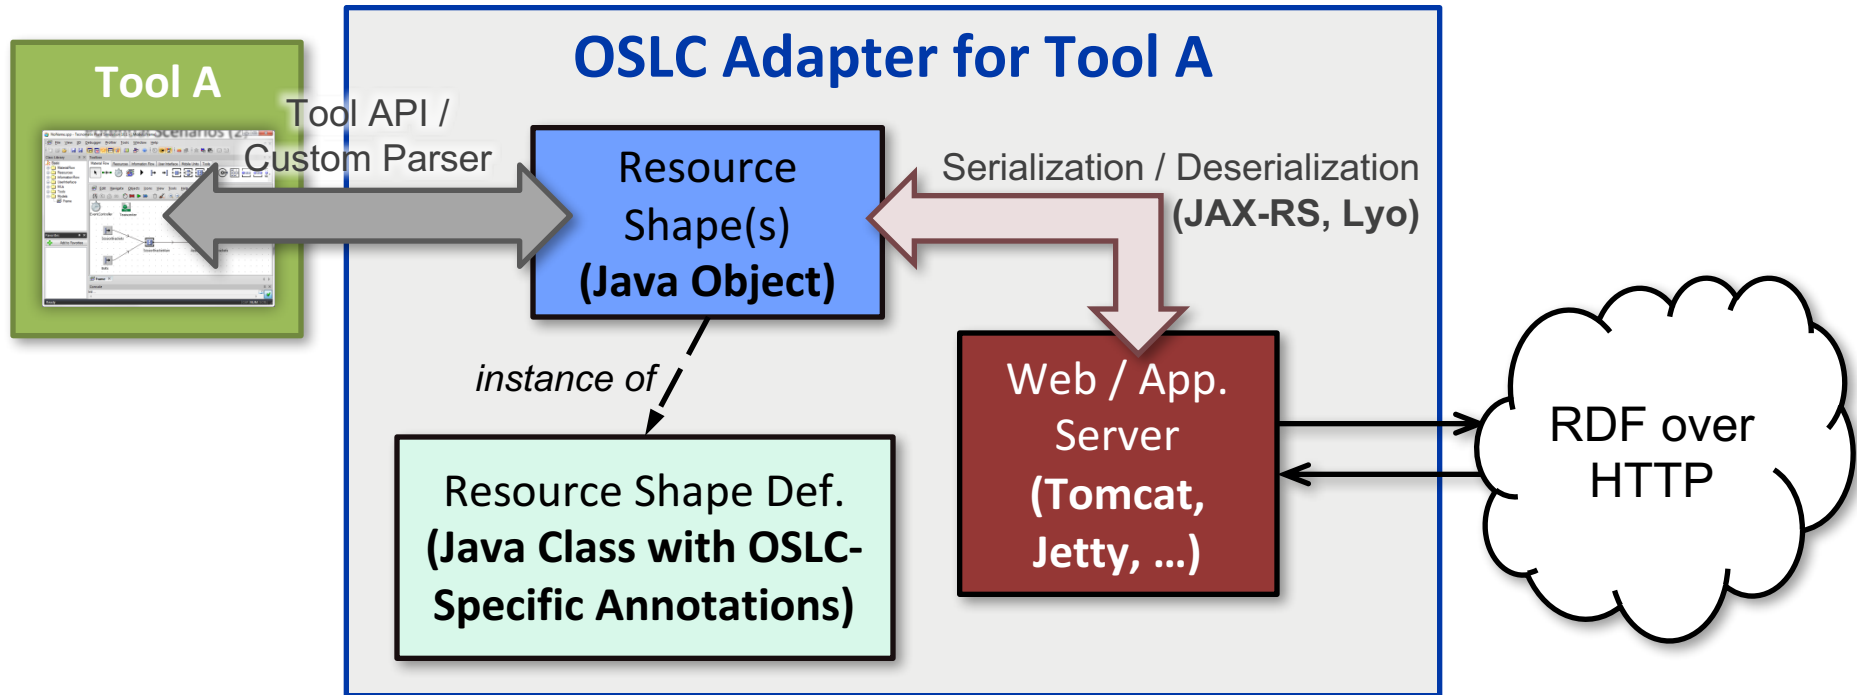 OSLC Adapter for Tool A
Tool A
Tool API /
Custom Parser
Resource
Shape(s)
(Java Object)
Serialization / Deserialization
(JAX-RS, Lyo)
instance of
Resource Shape Def.
(Java Class with OSLC-
Specific Annotations)
Web / App.
Server
(Tomcat,
Jetty, …)
RDF over
HTTP